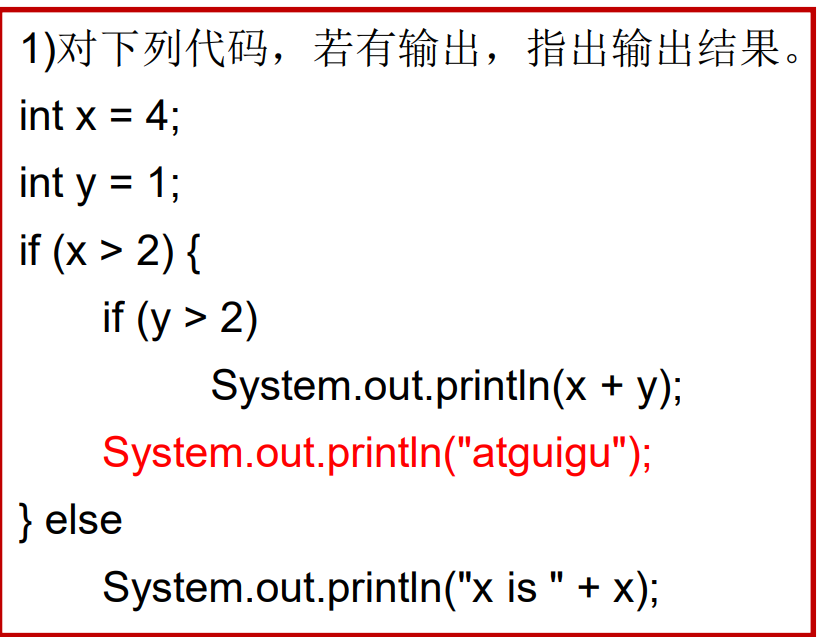 1)对下列代码，若有输出，指出输出结果。
int x = 4;
int y = 1;
if (x > 2) {
if (y > 2)
System.out.println(x + y);
System.out.println("atguigu");
} else
System.out.println("x is " + x);